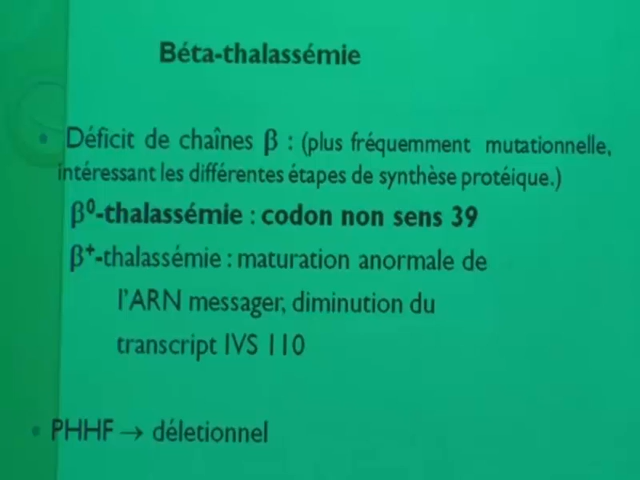 Béta-thalassémie
• Déficit de chaînes β : (plus fréquemment mutationnelle,
intéressant les différentes étapes de synthèse protéique.)
β⁰-thalassémie : codon non sens 39
β⁺-thalassémie : maturation anormale de
l'ARN messager, diminution du
transcript IVS 110
• PHHF → déletionnel